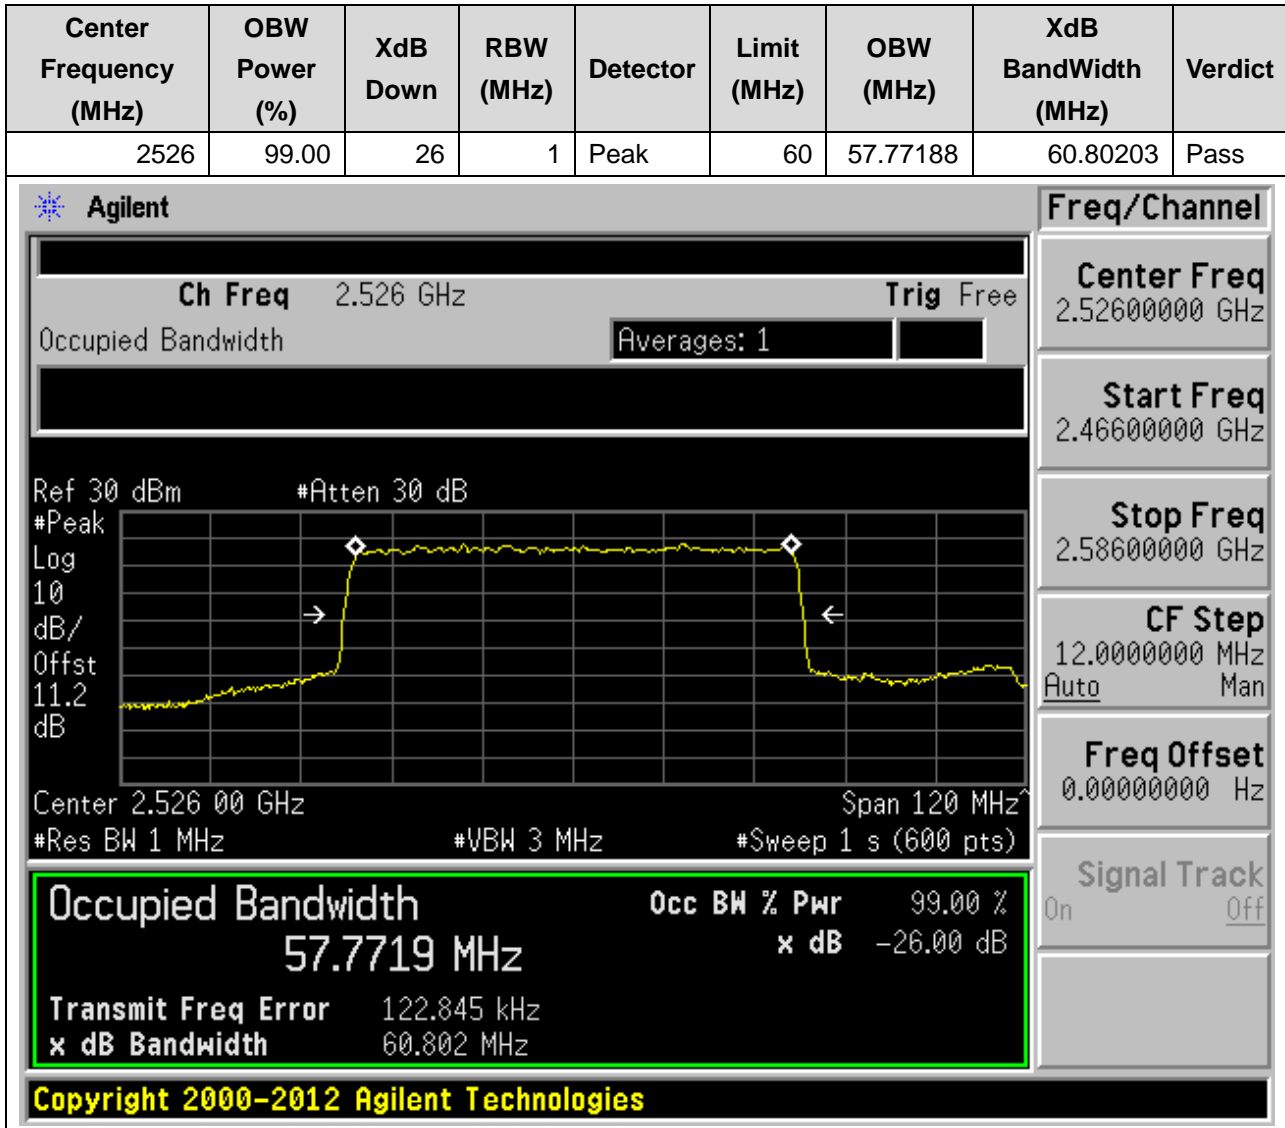 Center Frequency (MHz) OBW Power (%) XdB Down RBW (MHz) Detector Limit (MHz) OBW (MHz) XdB BandWidth (MHz) Verdict
2526 99.00 26 1 Peak 60 57.77188 60.80203 Pass
Agilent
Freq/Channel
Ch Freq 2.526 GHz Trig Free
Occupied Bandwidth Averages: 1
Center Freq
2.52600000 GHz
Start Freq
2.46600000 GHz
Stop Freq
2.58600000 GHz
CF Step
12.0000000 MHz
Auto Man
Freq Offset
0.00000000 Hz
Signal Track
On Off
Ref 30 dBm #Atten 30 dB
#Peak
Log
10
dB/
Offst
11.2
dB
Center 2.526 00 GHz Span 120 MHz^
#Res BW 1 MHz #VBW 3 MHz #Sweep 1 s (600 pts)
Occupied Bandwidth Occ BW % Pwr 99.00 %
57.7719 MHz x dB -26.00 dB
Transmit Freq Error 122.845 kHz
x dB Bandwidth 60.802 MHz
Copyright 2000-2012 Agilent Technologies